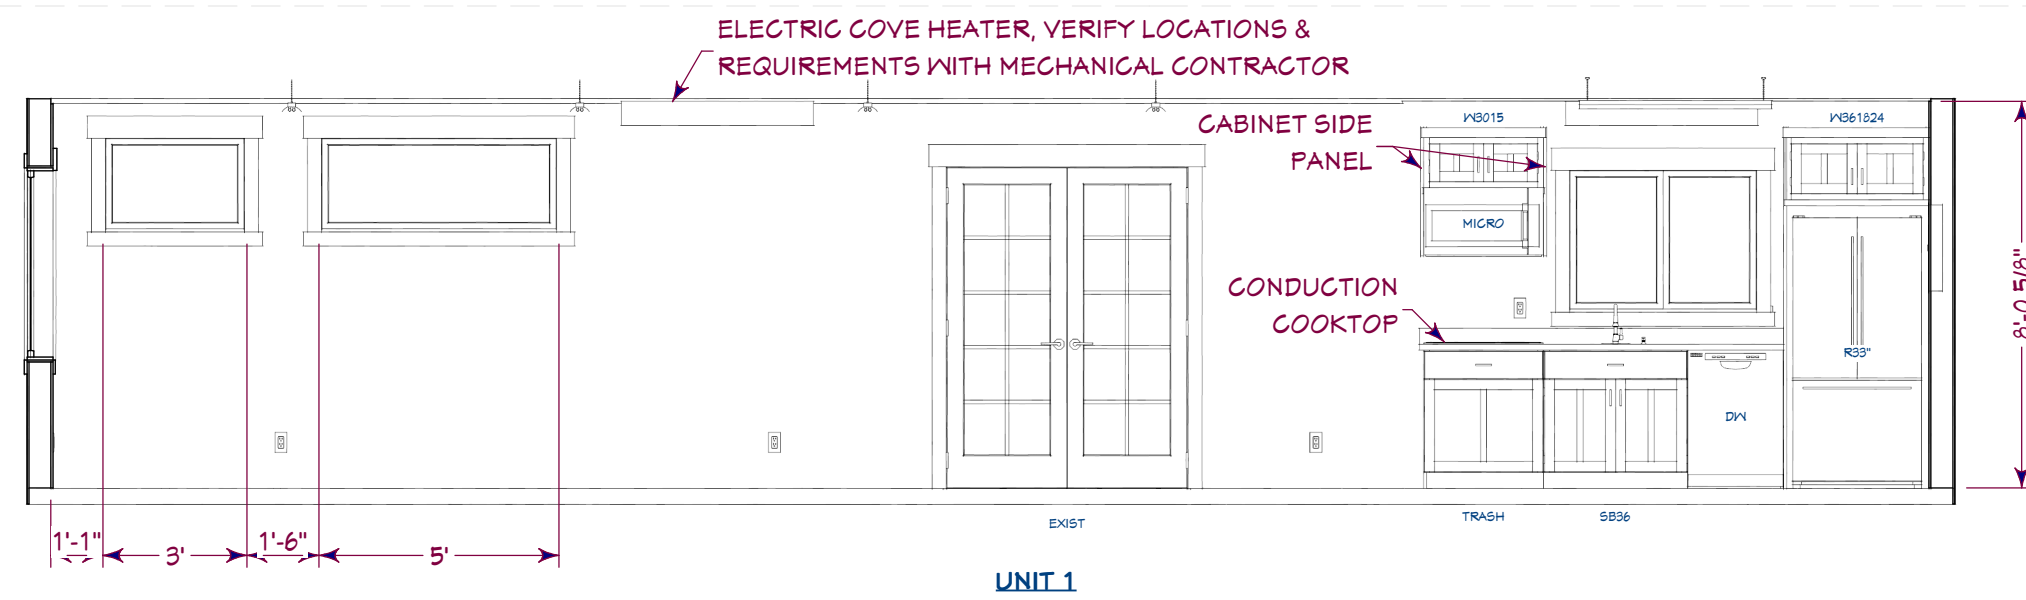 ELECTRIC COVE HEATER, VERIFY LOCATIONS &
REQUIREMENTS WITH MECHANICAL CONTRACTOR
CABINET SIDE
PANEL
W3015
W361824
MICRO
CONDUCTION
COOKTOP
R33"
DW
8'-0 5/8"
EXIST
TRASH
SB36
1'-1"
3'
1'-6"
5'
UNIT 1